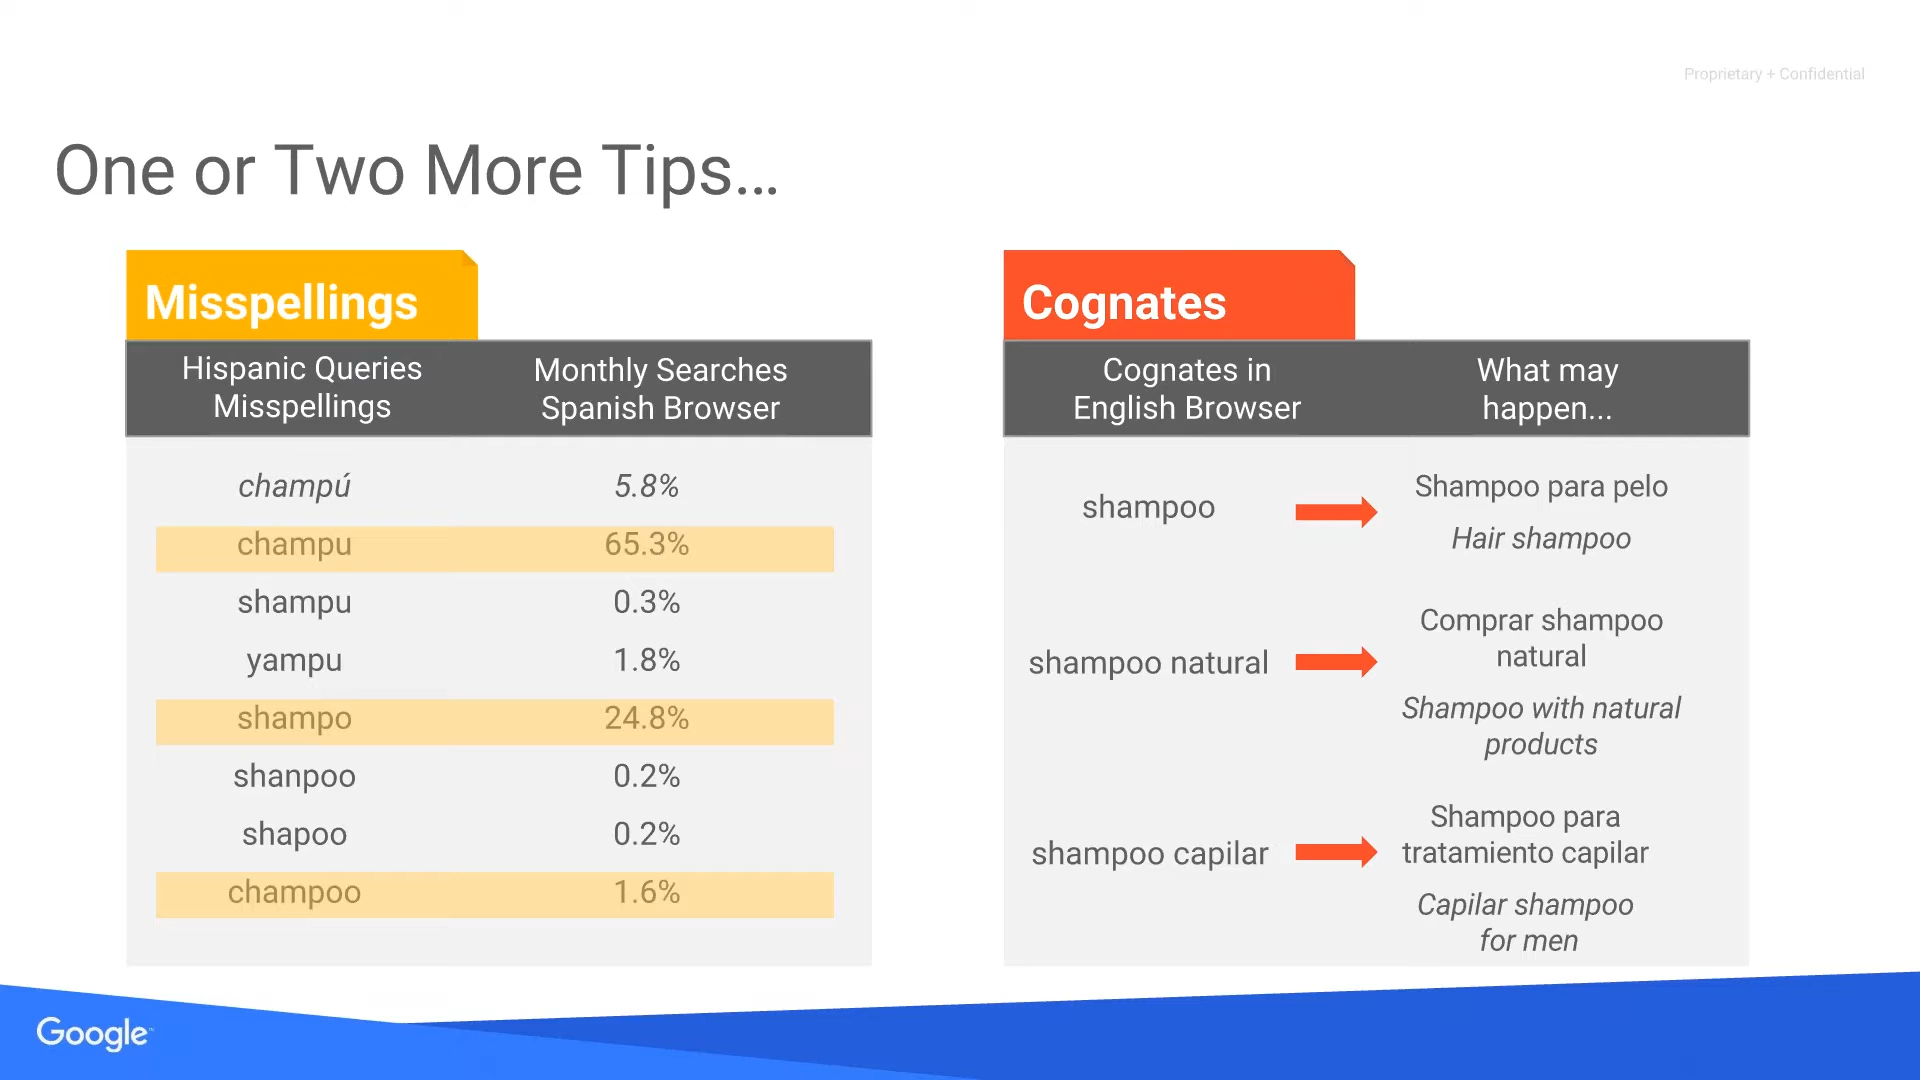 Proprietary + Confidential
One or Two More Tips...
Misspellings
Hispanic Queries
Misspellings
Monthly Searches
Spanish Browser
champú 5.8%
champu 65.3%
shampu 0.3%
yampu 1.8%
shampo 24.8%
shanpoo 0.2%
shapoo 0.2%
champoo 1.6%
Cognates
Cognates in
English Browser
What may
happen...
shampoo
Shampoo para pelo
Hair shampoo
shampoo natural
Comprar shampoo
natural
Shampoo with natural
products
shampoo capilar
Shampoo para
tratamiento capilar
Capilar shampoo
for men
Google